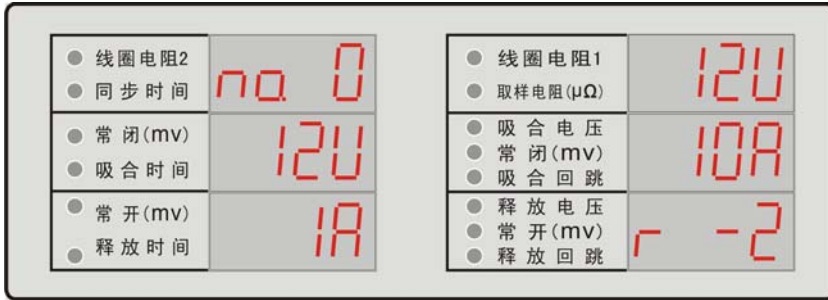 线圈电阻2
同步时间
no. 0
常闭(mv)
吸合时间
12U
常开(mv)
释放时间
1A
线圈电阻1
取样电阻(μΩ)
12U
吸合电压
常闭(mv)
吸合回跳
10A
释放电压
常开(mv)
释放回跳
r -2